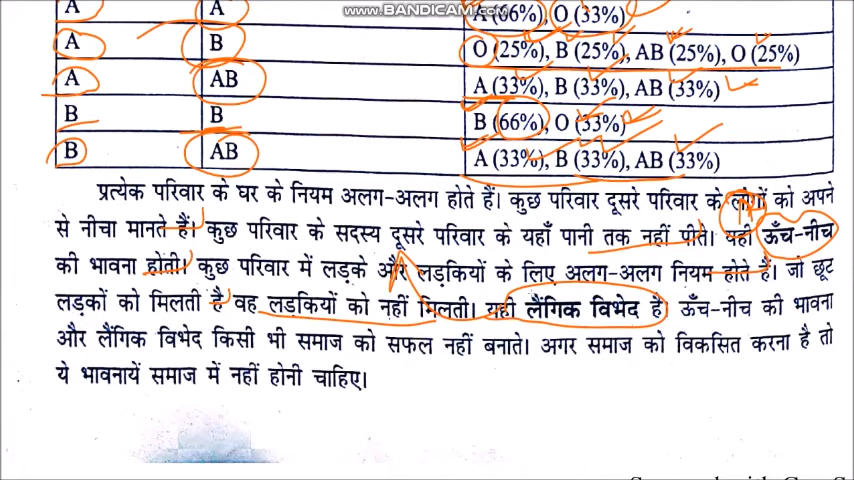 WWW.BANDICAM.COM
A A A (66%), O (33%)
A B O (25%), B (25%), AB (25%), O (25%)
A AB A (33%), B (33%), AB (33%)
B B B (66%), O (33%)
B AB A (33%), B (33%), AB (33%)
प्रत्येक परिवार के घर के नियम अलग-अलग होते हैं। कुछ परिवार दूसरे परिवार के लोगों को अपने
से नीचा मानते हैं। कुछ परिवार के सदस्य दूसरे परिवार के यहाँ पानी तक नहीं पीते। यही ऊँच-नीच
की भावना होती। कुछ परिवार में लड़के और लड़कियों के लिए अलग-अलग नियम होते हैं। जो छूट
लड़कों को मिलती है वह लड़कियों को नहीं मिलती। यही लैंगिक विभेद है। ऊँच-नीच की भावना
और लैंगिक विभेद किसी भी समाज को सफल नहीं बनाते। अगर समाज को विकसित करना है तो
ये भावनायें समाज में नहीं होनी चाहिए।